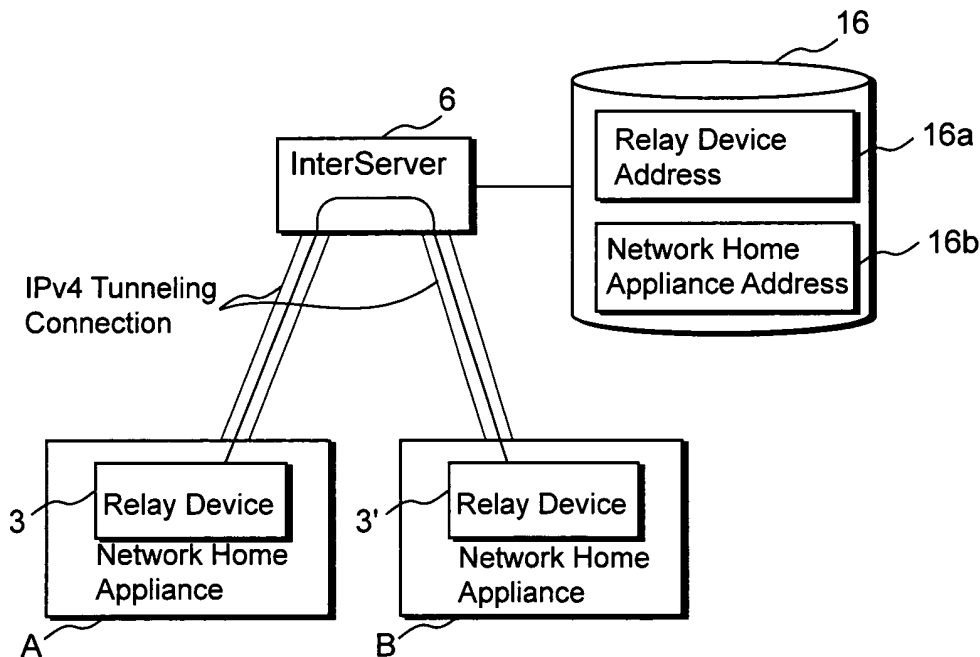 16
6
InterServer
Relay Device
Address
16a
Network Home
Appliance Address
16b
IPv4 Tunneling
Connection
3
Relay Device
Network Home
Appliance
A
3'
Relay Device
Network Home
Appliance
B